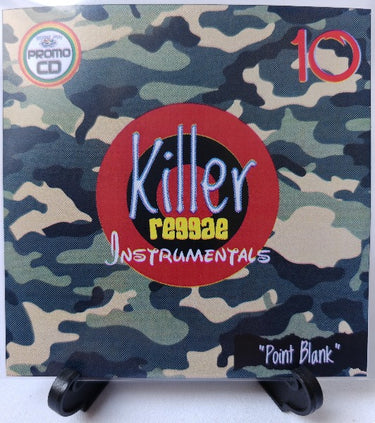 PROMO
CD
10
Killer
reggae
INSTRUMENTALS
"Point Blank"